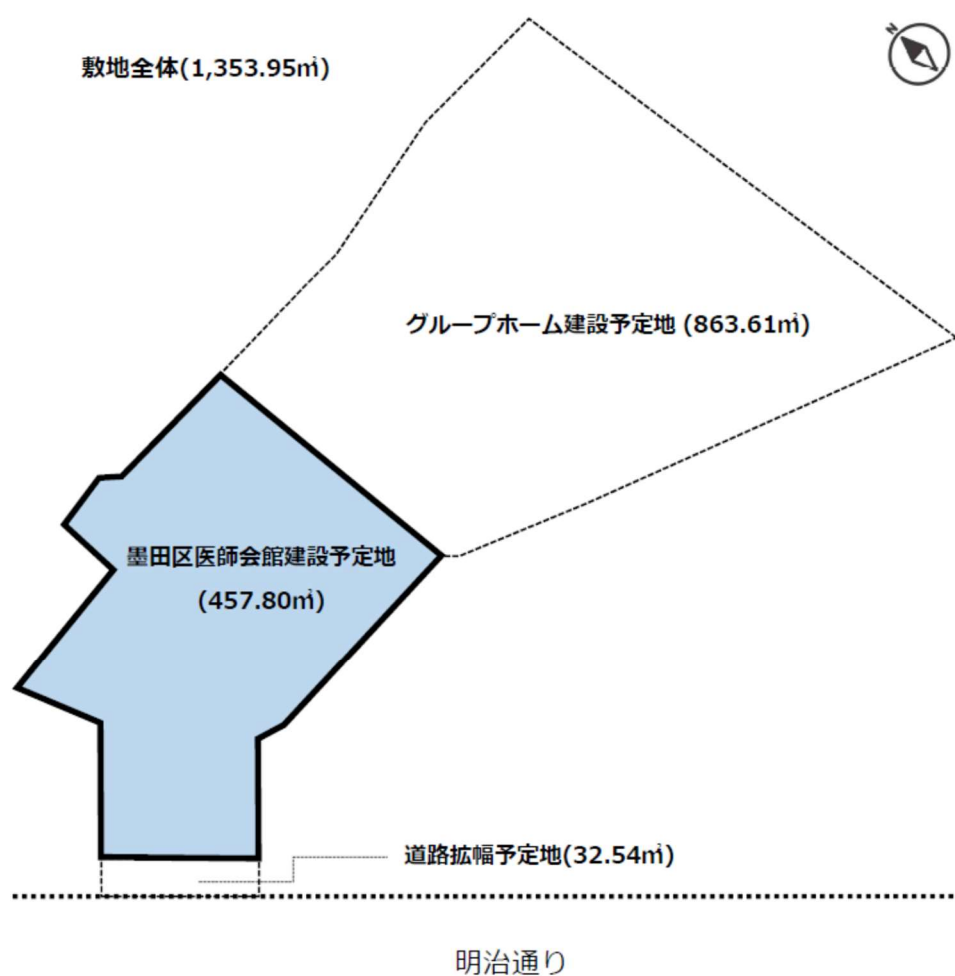 N
敷地全体(1,353.95㎡)
グループホーム建設予定地 (863.61㎡)
墨田区医師会館建設予定地
(457.80㎡)
道路拡幅予定地(32.54㎡)
明治通り